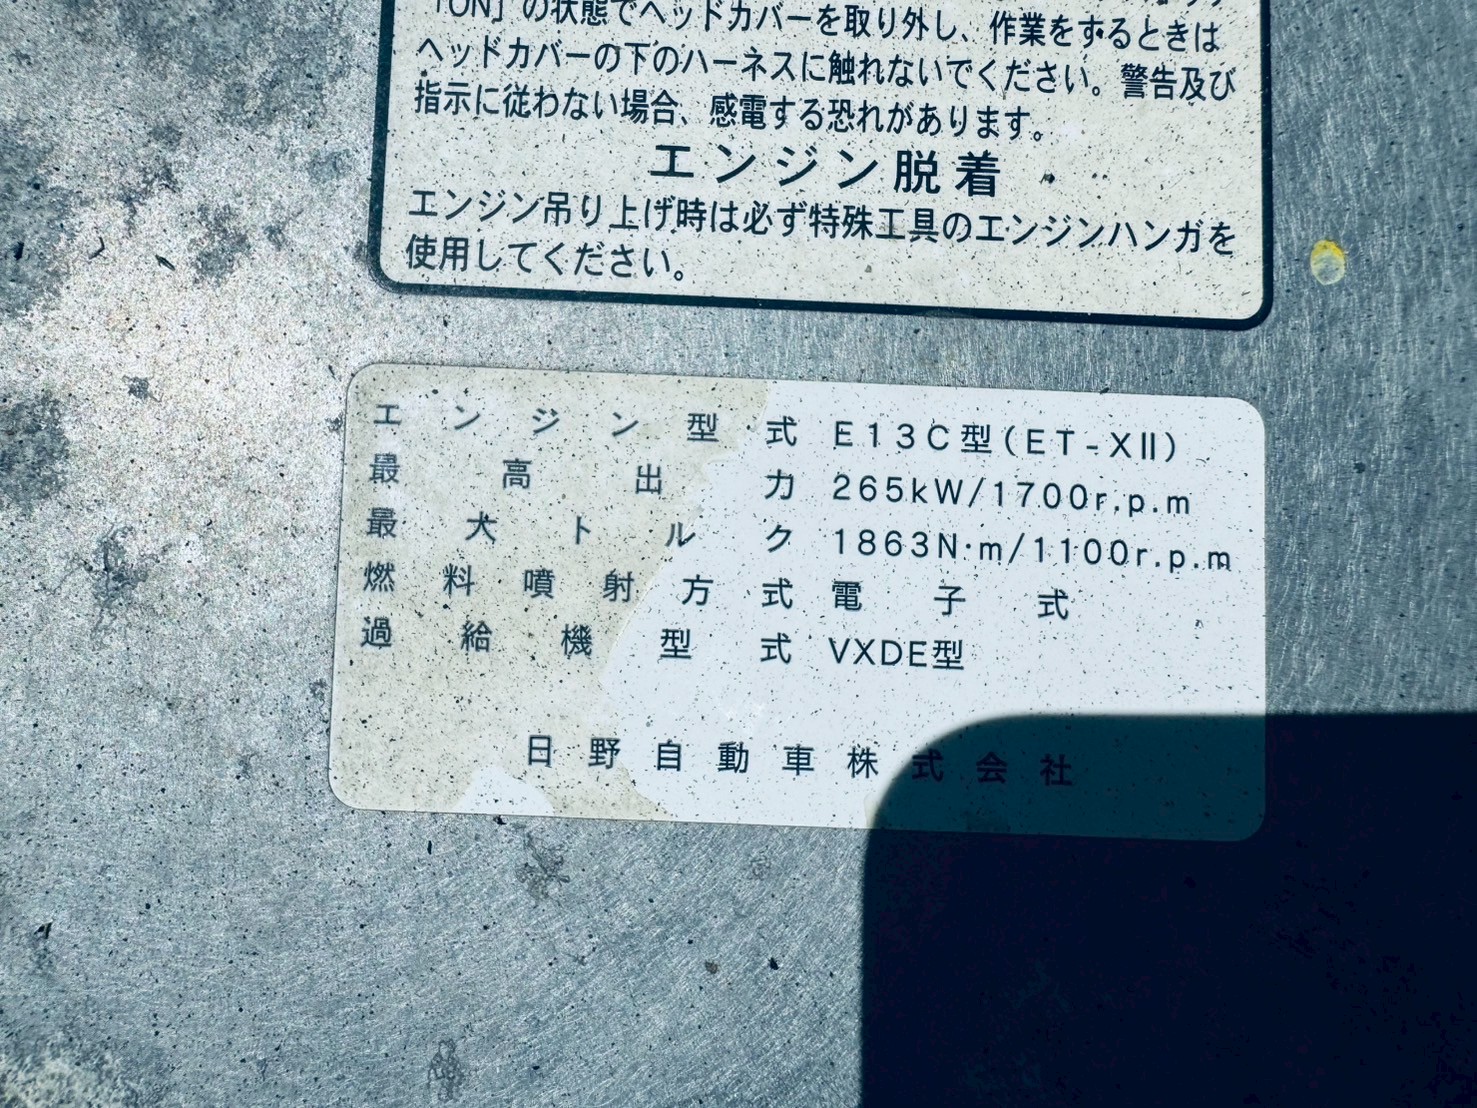 「ON」の状態でヘッドカバーを取り外し、作業をするときは
ヘッドカバーの下のハーネスに触れないでください。警告及び
指示に従わない場合、感電する恐れがあります。
エンジン脱着
エンジン吊り上げ時は必ず特殊工具のエンジンハンガを
使用してください。
エンジン型式 E13C型(ET-XⅡ)
最高出力 265kW/1700r.p.m
最大トルク 1863N·m/1100r.p.m
燃料噴射方式 電子式
過給機型式 VXDE型
日野自動車株式会社